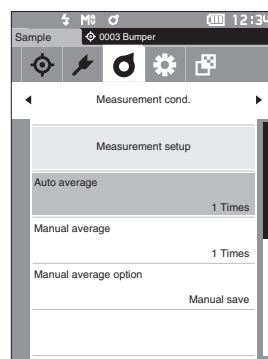 12:34
Sample
0003 Bumper
Measurement cond.
Measurement setup
Auto average
1 Times
Manual average
1 Times
Manual average option
Manual save